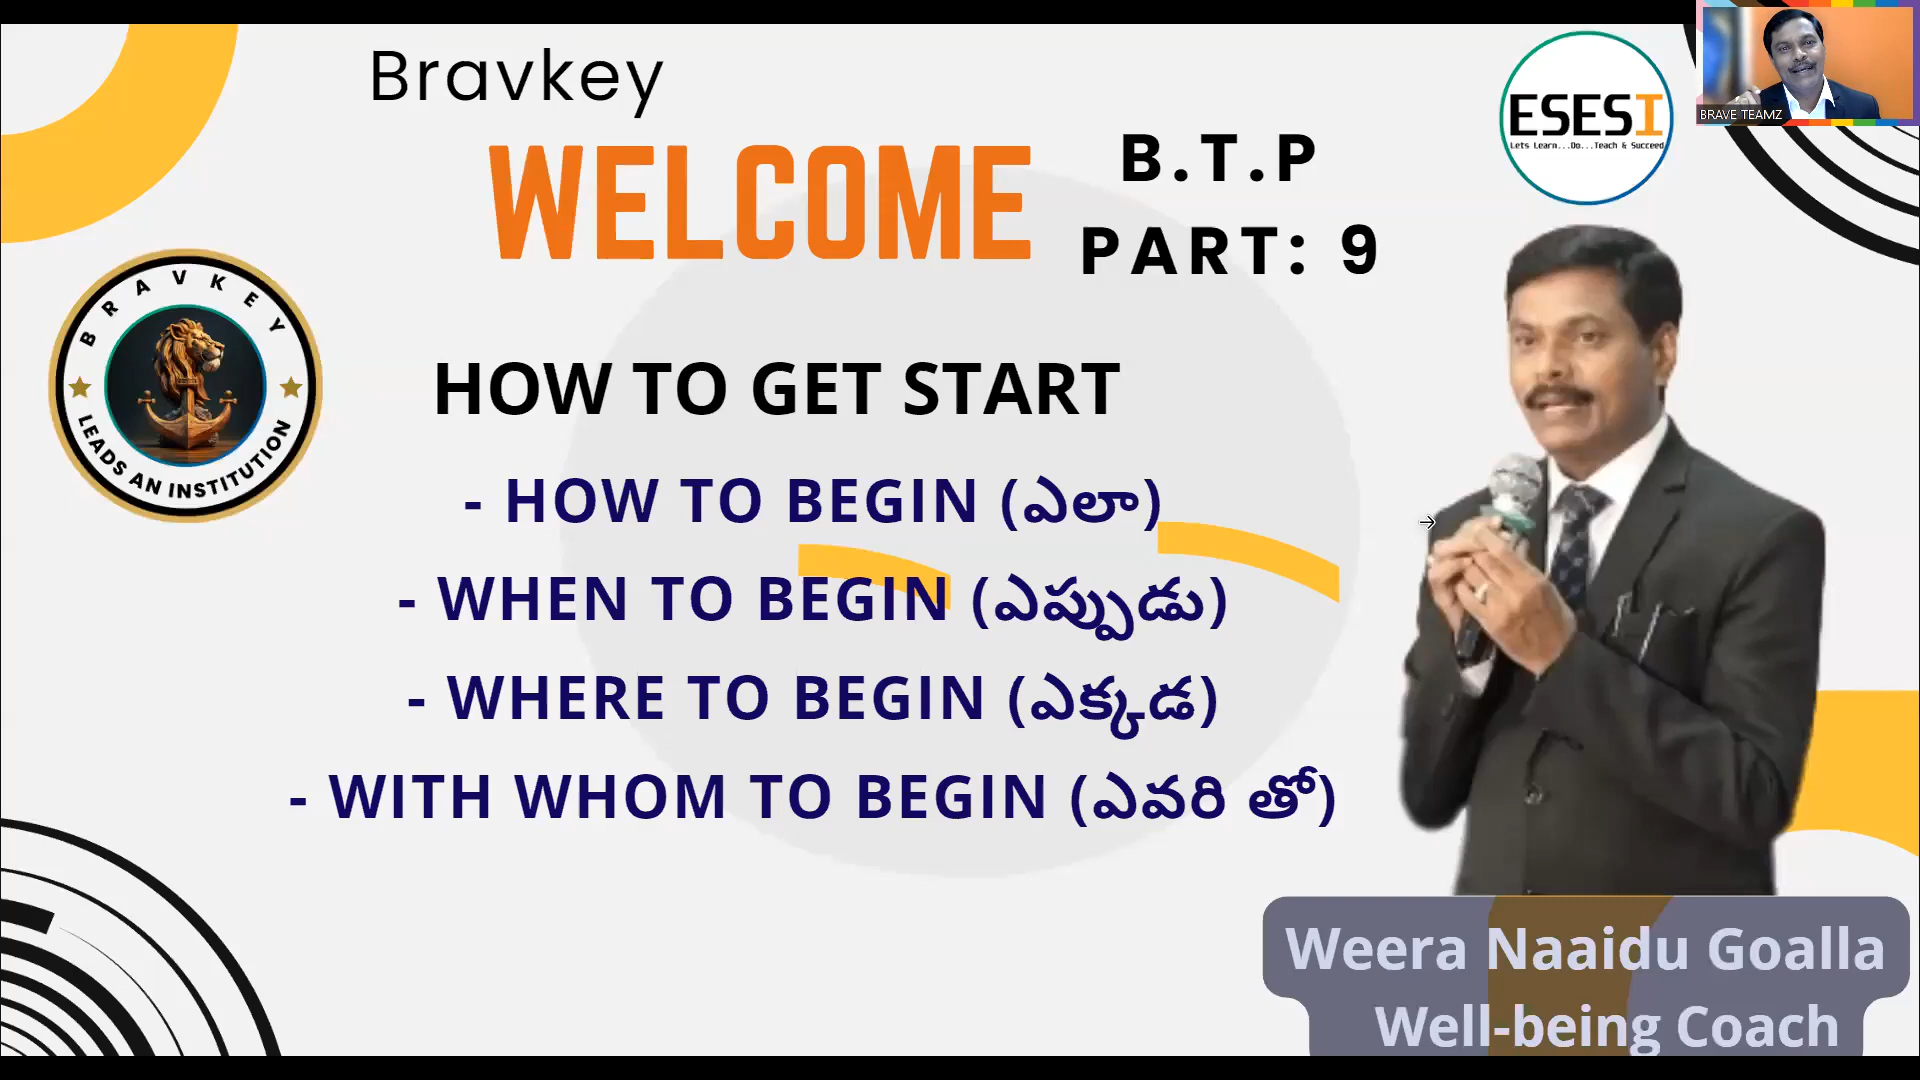 Bravkey
WELCOME
B.T.P
PART: 9
ESESI
Lets Learn...Do...Teach & Succeed
BRAVE TEAMZ
BRAVKEY
LEADS AN INSTITUTION
HOW TO GET START
- HOW TO BEGIN (ఎలా)
- WHEN TO BEGIN (ఎప్పుడు)
- WHERE TO BEGIN (ఎక్కడ)
- WITH WHOM TO BEGIN (ఎవరి తో)
Weera Naaidu Goalla
Well-being Coach